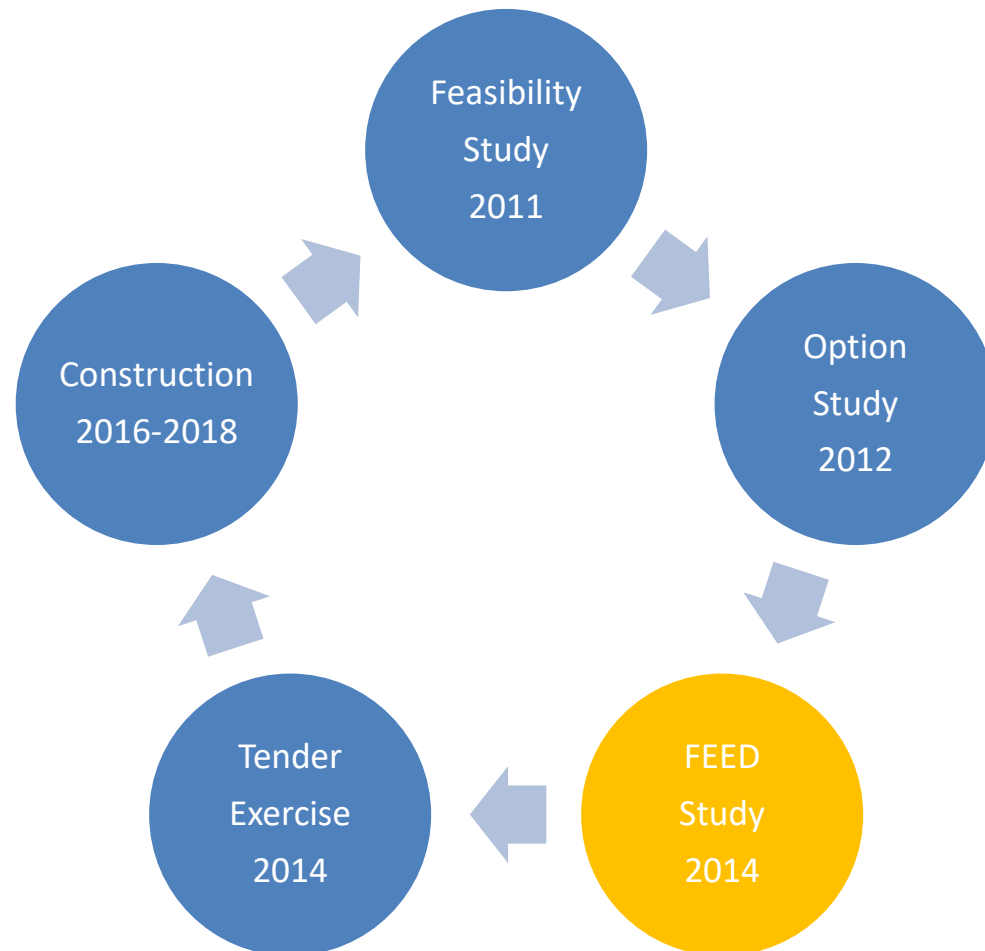 Feasibility
Study
2011
Option
Study
2012
FEED
Study
2014
Tender
Exercise
2014
Construction
2016-2018